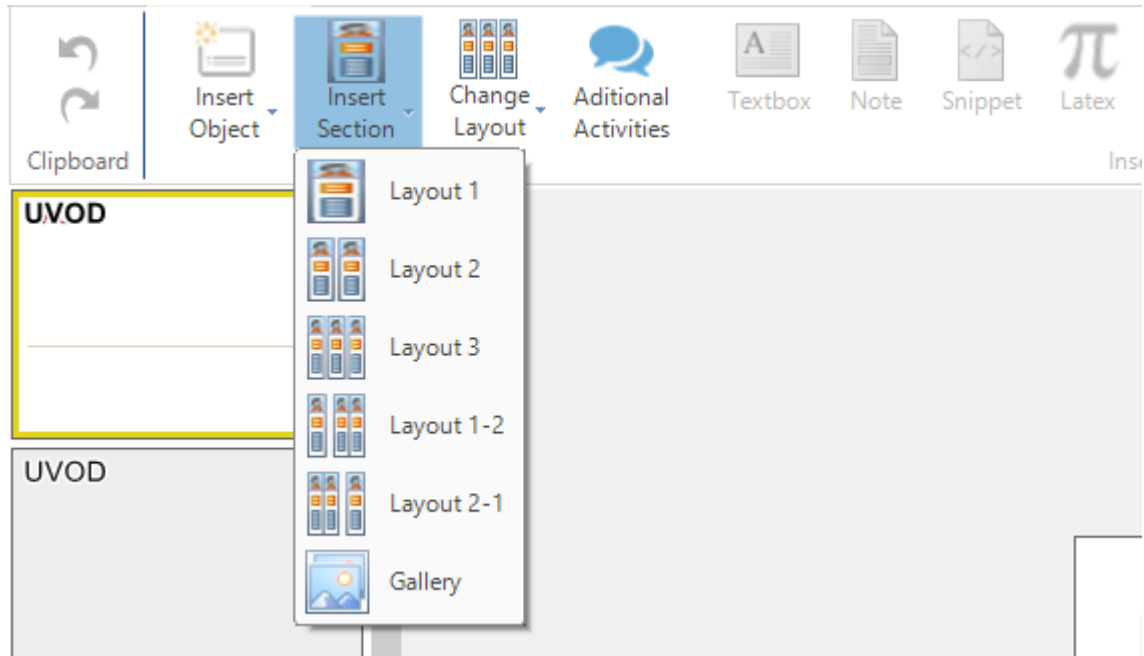 Insert
Object
Insert
Section
Change
Layout
Aditional
Activities
A
Textbox
Note
</>
Snippet
π
Latex
Clipboard
Layout 1
Layout 2
Layout 3
Layout 1-2
Layout 2-1
Gallery
UVOD
UVOD